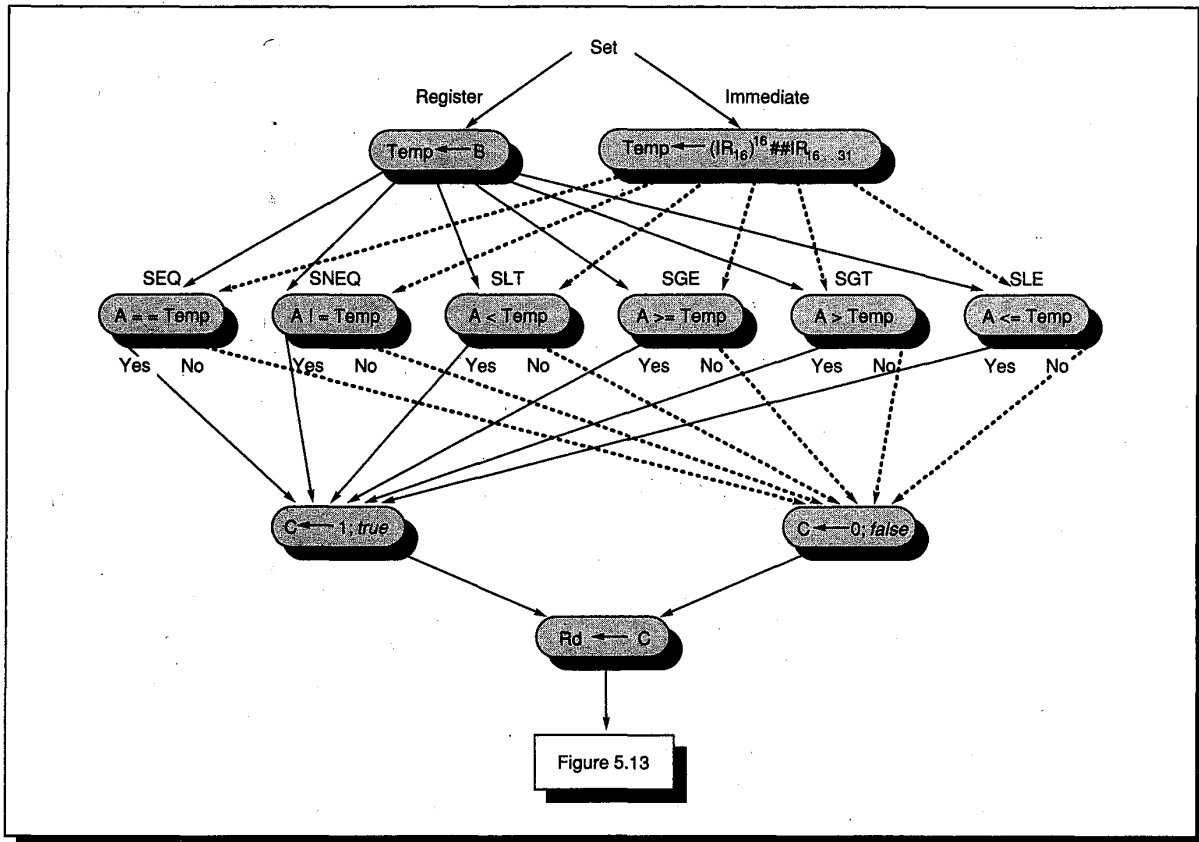 Set
Register Immediate
Temp ← B Temp ← (IR₁₆)¹⁶ ##IR₁₆ . . 31
SEQ SNEQ SLT SGE SGT SLE
A = = Temp A ! = Temp A < Temp A >= Temp A > Temp A <= Temp
Yes No Yes No Yes No Yes No Yes No Yes No
C ← 1; true C ← 0; false
Rd ← C
Figure 5.13